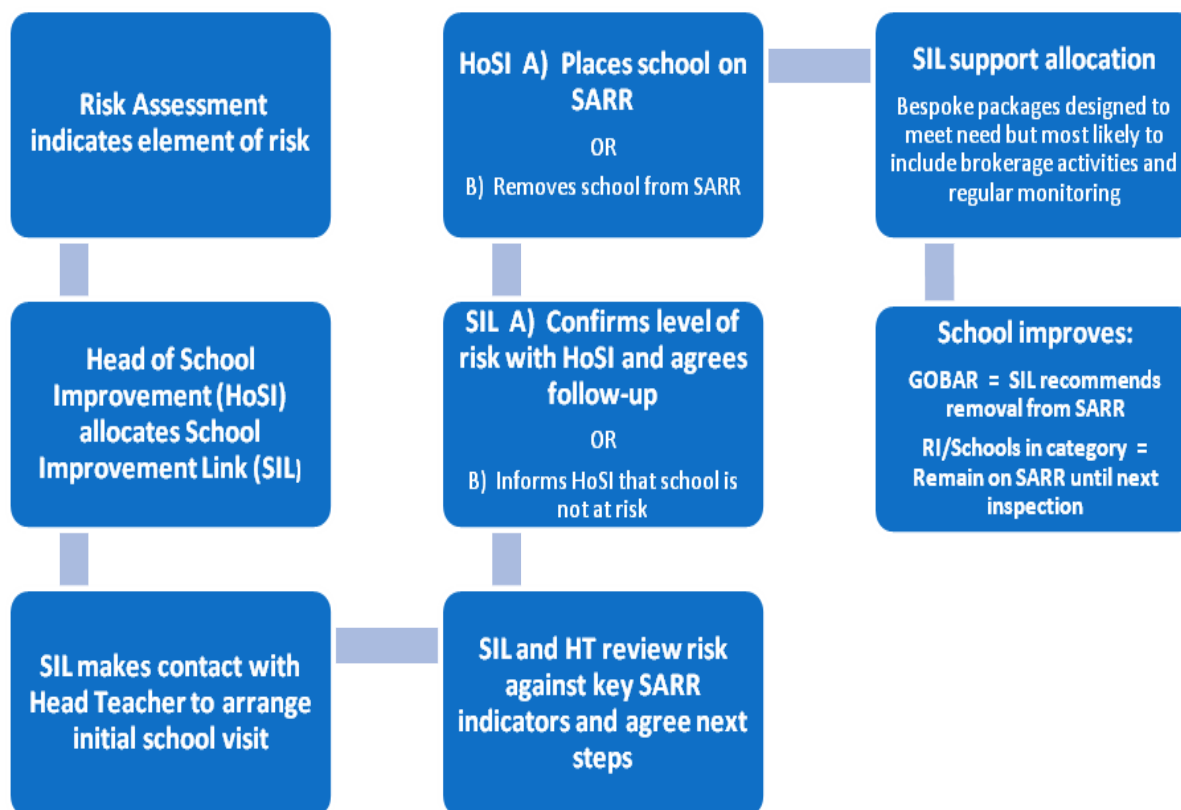 Risk Assessment
indicates element of risk
Head of School
Improvement (HoSI)
allocates School
Improvement Link (SIL)
SIL makes contact with
Head Teacher to arrange
initial school visit
SIL and HT review risk
against key SARR
indicators and agree next
steps
SIL A) Confirms level of
risk with HoSI and agrees
follow-up
OR
B) Informs HoSI that school is
not at risk
HoSI A) Places school on
SARR
OR
B) Removes school from SARR
SIL support allocation
Bespoke packages designed to
meet need but most likely to
include brokerage activities and
regular monitoring
School improves:
GOBAR = SIL recommends
removal from SARR
RI/Schools in category =
Remain on SARR until next
inspection